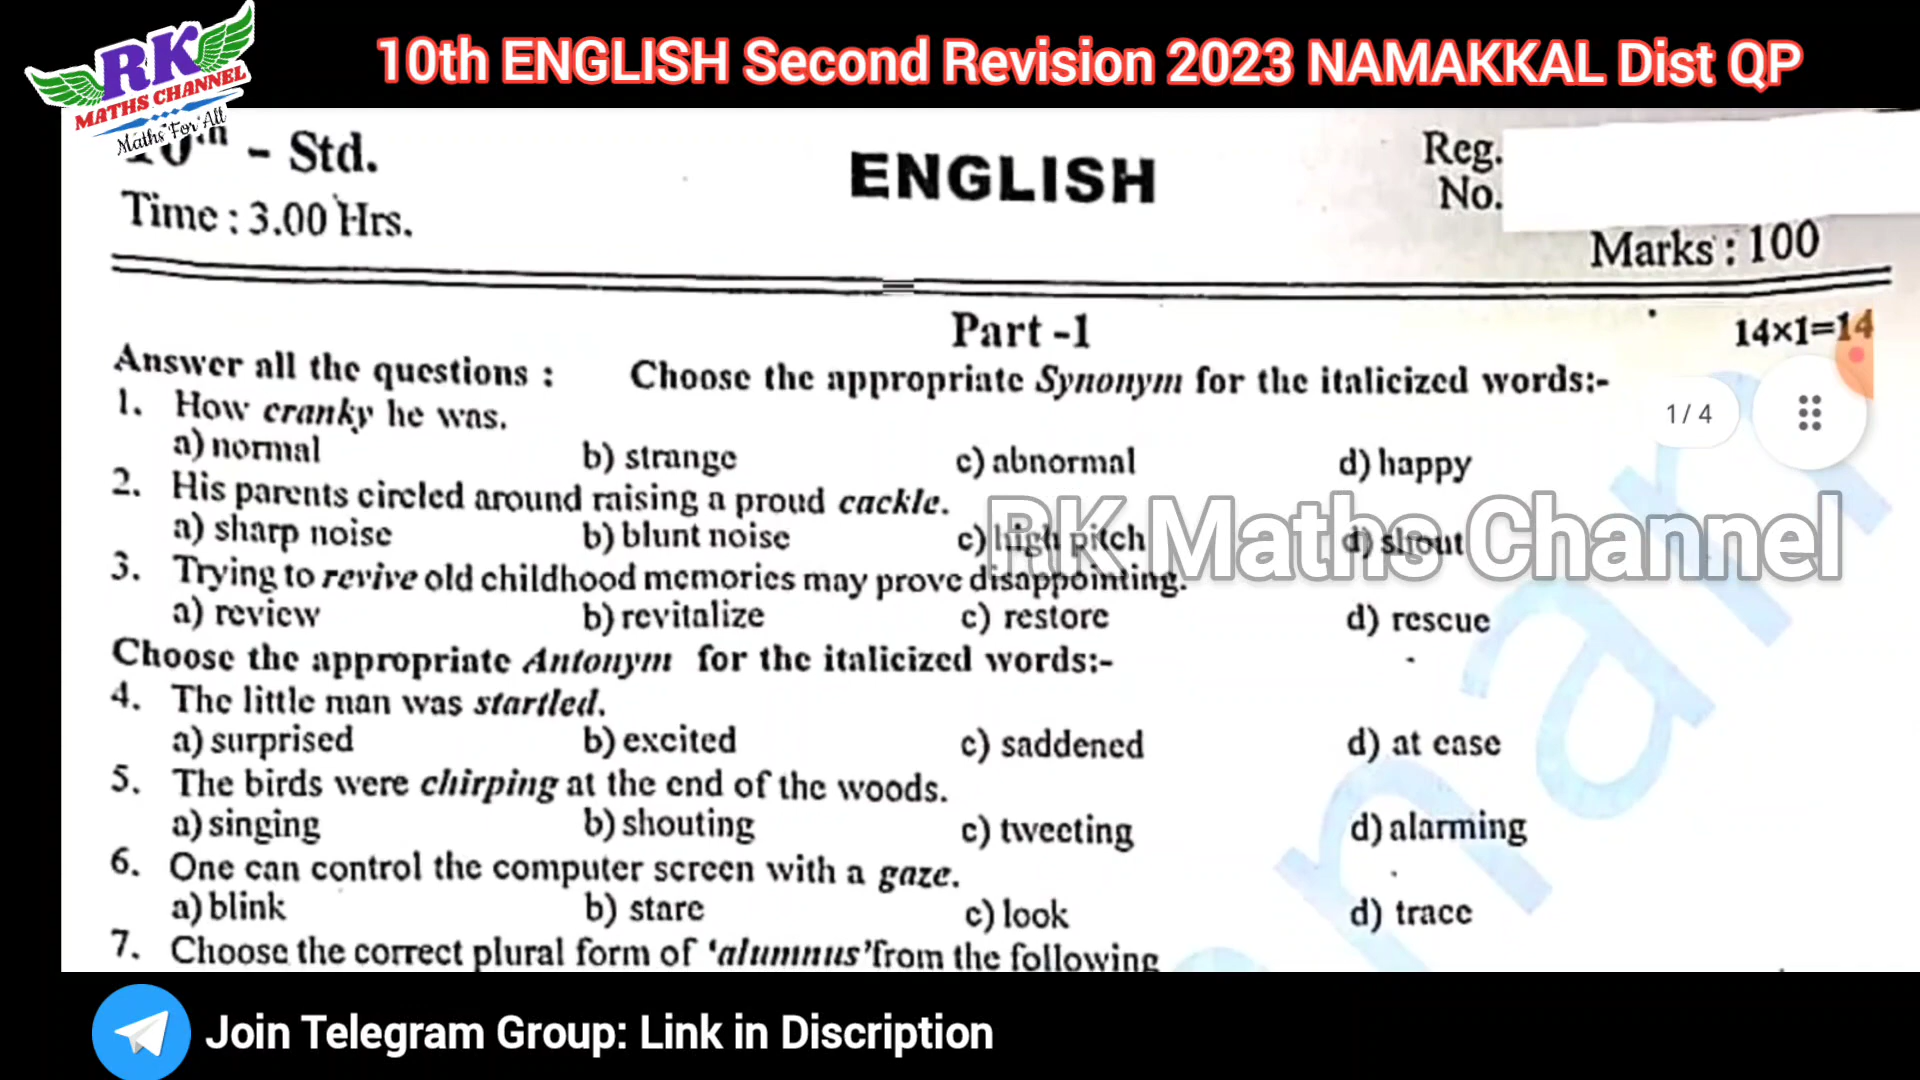 RK
MATHS CHANNEL
Maths For All
10th ENGLISH Second Revision 2023 NAMAKKAL Dist QP
10th - Std.
ENGLISH
Reg.
No.
Time : 3.00 Hrs.
Marks : 100
Part -1
14×1=14
Answer all the questions : Choose the appropriate Synonym for the italicized words:-
1 / 4
1. How cranky he was.
a) normal b) strange c) abnormal d) happy
2. His parents circled around raising a proud cackle.
RK Maths Channel
a) sharp noise b) blunt noise c) high pitch d) shout
3. Trying to revive old childhood memories may prove disappointing.
a) review b) revitalize c) restore d) rescue
Choose the appropriate Antonym for the italicized words:-
4. The little man was startled.
a) surprised b) excited c) saddened d) at ease
5. The birds were chirping at the end of the woods.
a) singing b) shouting c) tweeting d) alarming
6. One can control the computer screen with a gaze.
a) blink b) stare c) look d) trace
7. Choose the correct plural form of ‘alumnus’ from the following
Join Telegram Group: Link in Discription